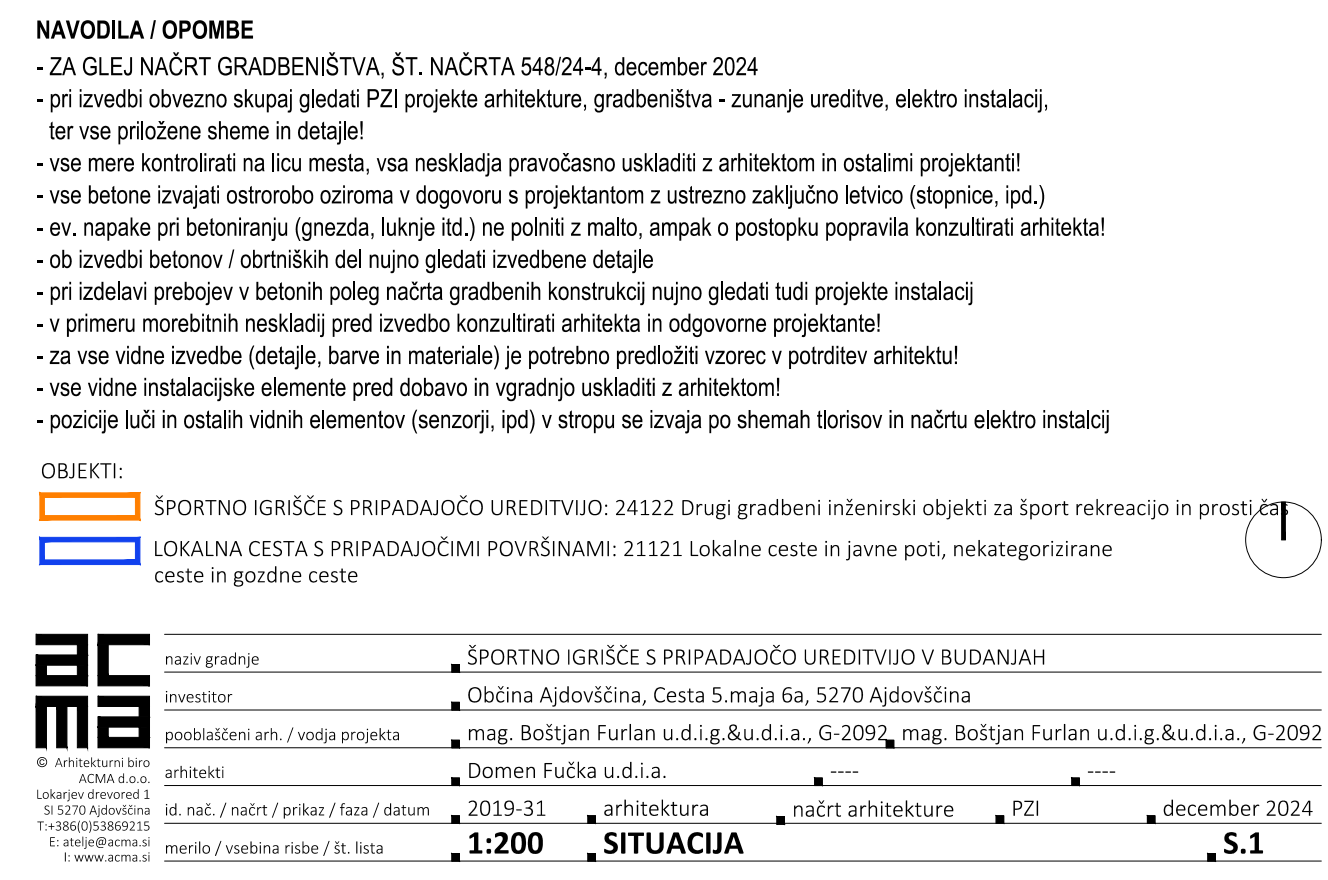 NAVODILA / OPOMBE
- ZA GLEJ NAČRT GRADBENIŠTVA, ŠT. NAČRTA 548/24-4, december 2024
- pri izvedbi obvezno skupaj gledati PZI projekte arhitekture, gradbeništva - zunanje ureditve, elektro instalacij,
ter vse priložene sheme in detajle!
- vse mere kontrolirati na licu mesta, vsa neskladja pravočasno uskladiti z arhitektom in ostalimi projektanti!
- vse betone izvajati ostrorobo oziroma v dogovoru s projektantom z ustrezno zaključno letvico (stopnice, ipd.)
- ev. napake pri betoniranju (gnezda, luknje itd.) ne polniti z malto, ampak o postopku popravila konzultirati arhitekta!
- ob izvedbi betonov / obrtniških del nujno gledati izvedbene detajle
- pri izdelavi prebojev v betonih poleg načrta gradbenih konstrukcij nujno gledati tudi projekte instalacij
- v primeru morebitnih neskladij pred izvedbo konzultirati arhitekta in odgovorne projektante!
- za vse vidne izvedbe (detajle, barve in materiale) je potrebno predložiti vzorec v potrditev arhitektu!
- vse vidne instalacijske elemente pred dobavo in vgradnjo uskladiti z arhitektom!
- pozicije luči in ostalih vidnih elementov (senzorji, ipd) v stropu se izvaja po shemah tlorisov in načrtu elektro instalcij
OBJEKTI:
ŠPORTNO IGRIŠČE S PRIPADAJOČO UREDITVIJO: 24122 Drugi gradbeni inženirski objekti za šport rekreacijo in prosti čas
LOKALNA CESTA S PRIPADAJOČIMI POVRŠINAMI: 21121 Lokalne ceste in javne poti, nekategorizirane
ceste in gozdne ceste
acma
© Arhitekturni biro
ACMA d.o.o.
Lokarjev drevored 1
SI 5270 Ajdovščina
T:+386(0)53869215
E: atelje@acma.si
I: www.acma.si
naziv gradnje ŠPORTNO IGRIŠČE S PRIPADAJOČO UREDITVIJO V BUDANJAH
investitor Občina Ajdovščina, Cesta 5.maja 6a, 5270 Ajdovščina
pooblaščeni arh. / vodja projekta mag. Boštjan Furlan u.d.i.g.&u.d.i.a., G-2092 mag. Boštjan Furlan u.d.i.g.&u.d.i.a., G-2092
arhitekti Domen Fučka u.d.i.a. ---- ----
id. nač. / načrt / prikaz / faza / datum 2019-31 arhitektura načrt arhitekture PZI december 2024
merilo / vsebina risbe / št. lista 1:200 SITUACIJA S.1